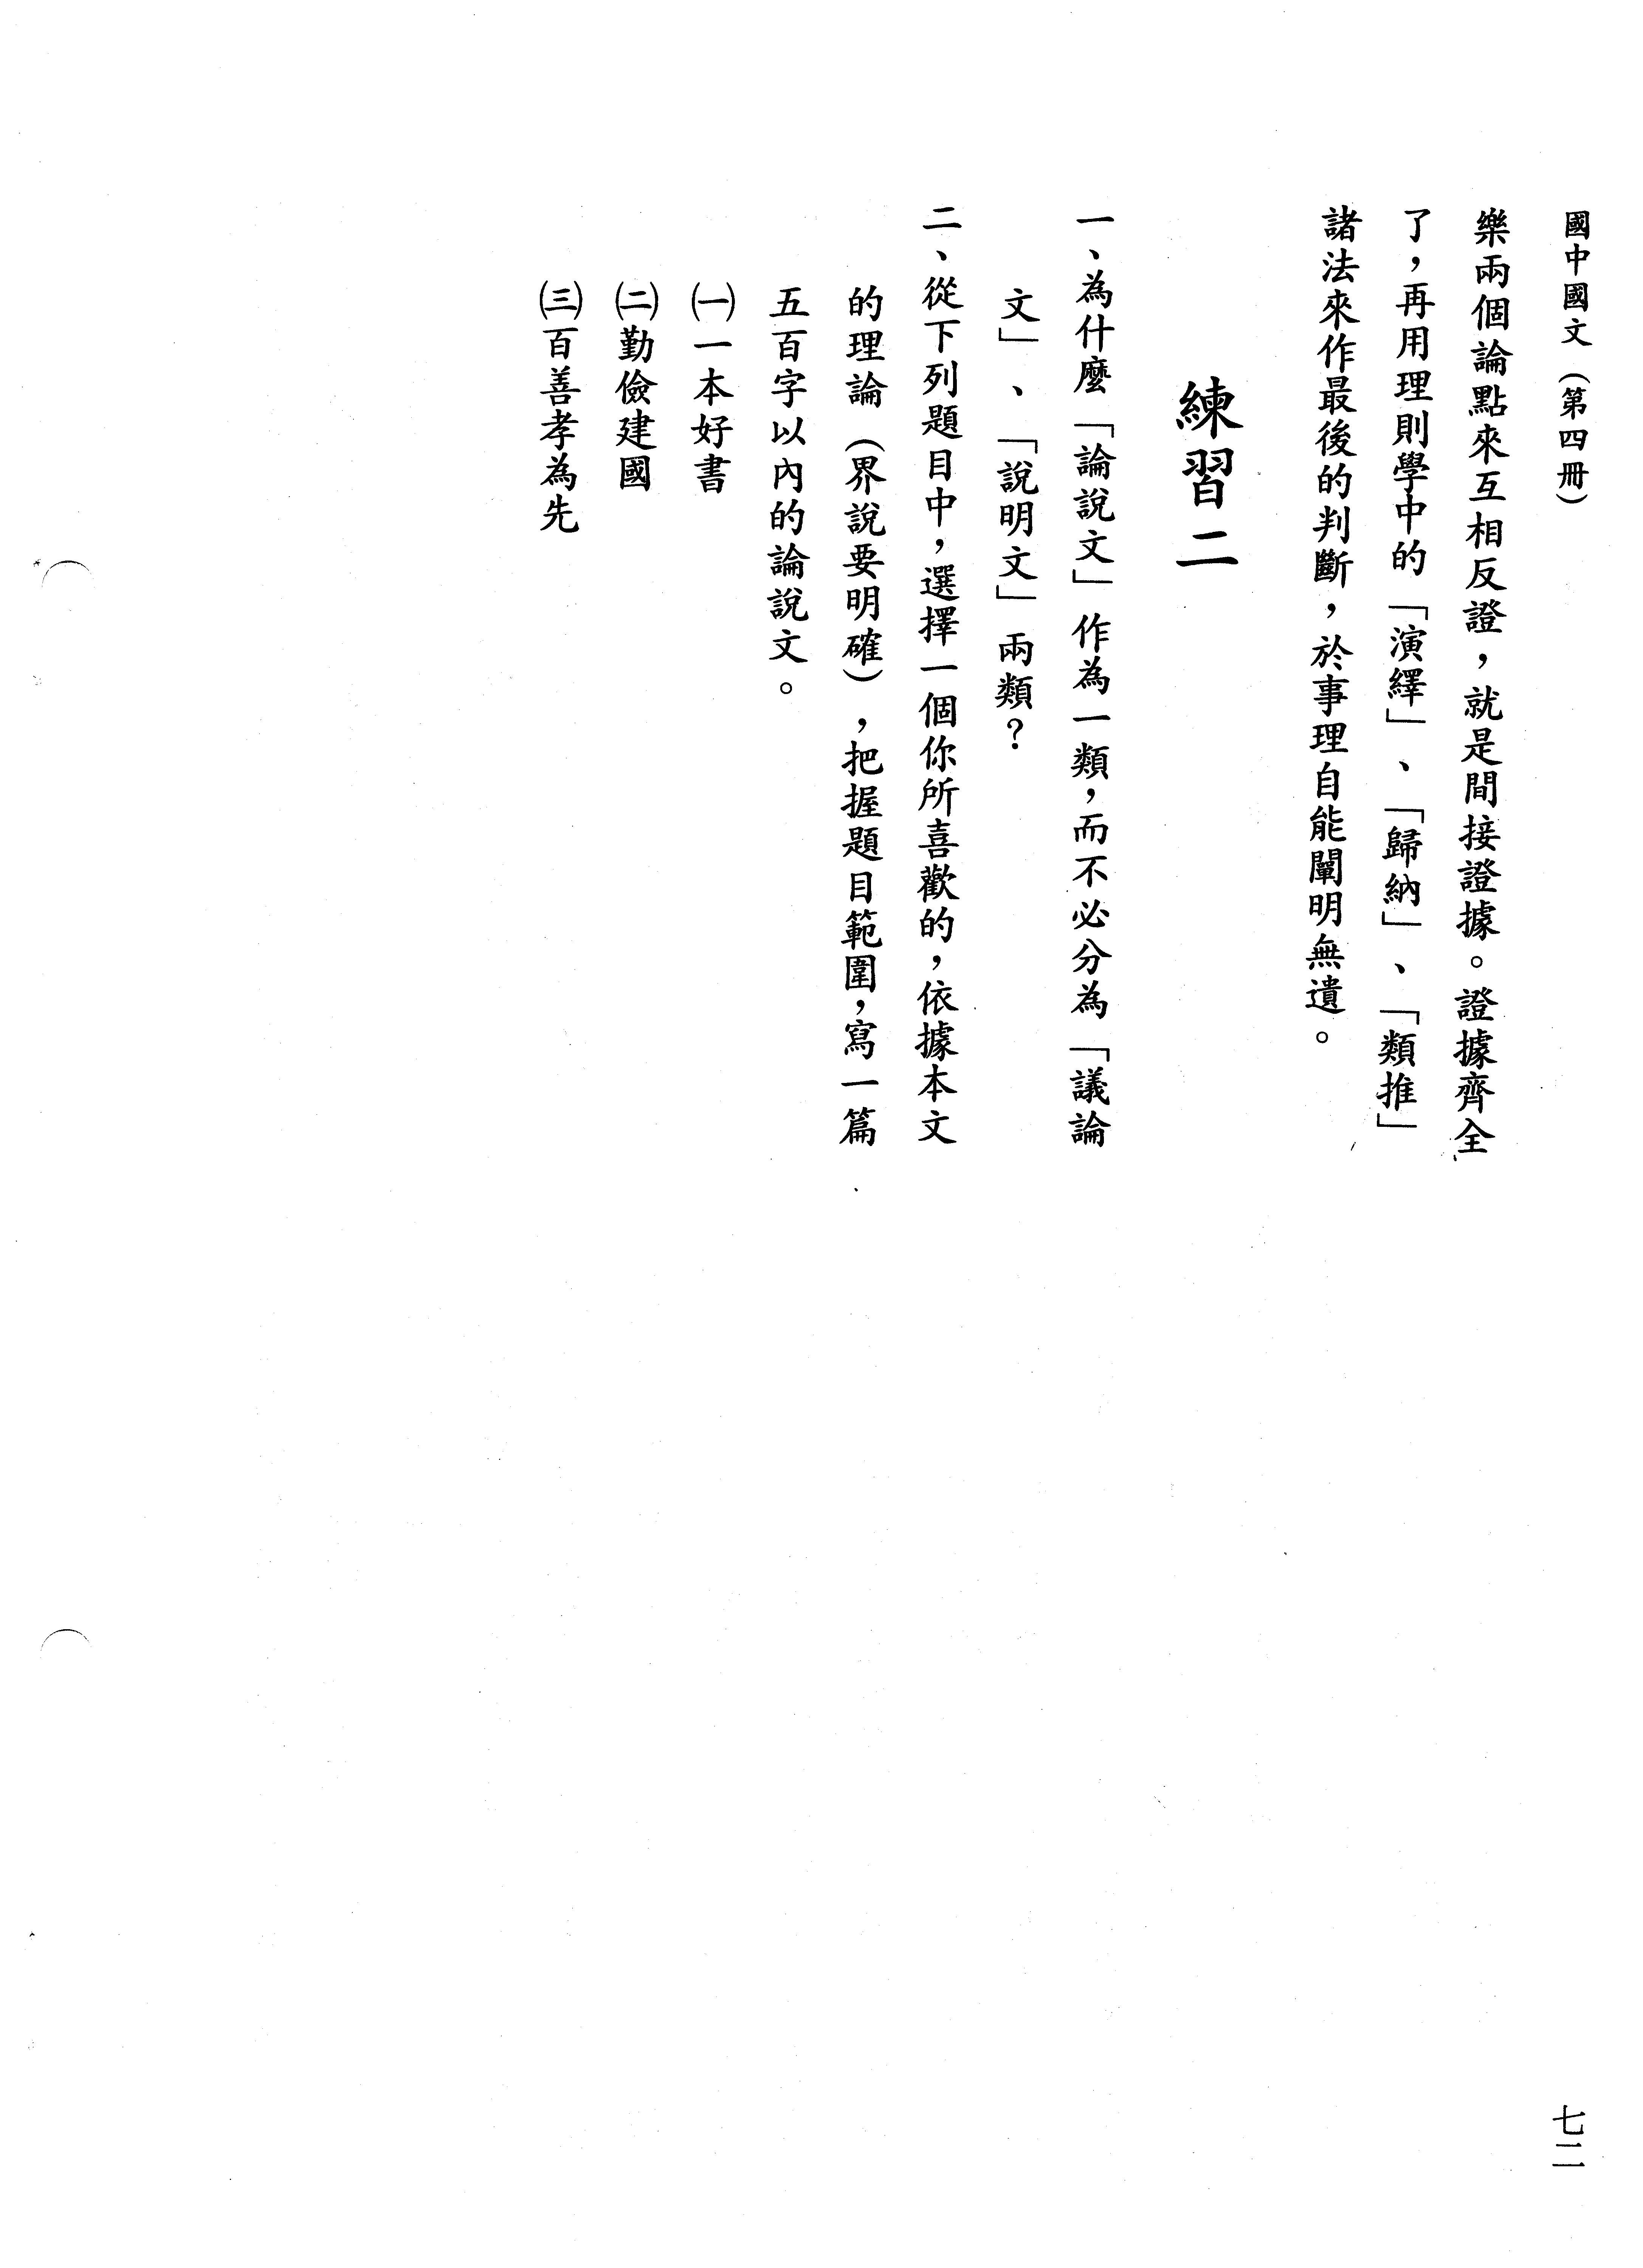 國中國文（第四冊）
樂兩個論點來互相反證，就是間接證據。證據齊全
了，再用理則學中的「演繹」、「歸納」、「類推」
諸法來作最後的判斷，於事理自能闡明無遺。
練習二
一、為什麼「論說文」作為一類，而不必分為「議論
文」、「說明文」兩類？
二、從下列題目中，選擇一個你所喜歡的，依據本文
的理論（界說要明確），把握題目範圍，寫一篇
五百字以內的論說文。
㈠一本好書
㈡勤儉建國
㈢百善孝為先
七二